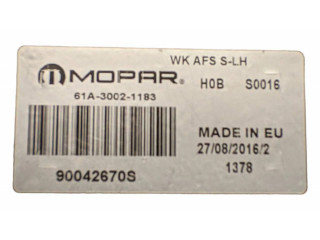 WK AFS S-LH
MOPAR®
H0B S0016
61A-3002-1183
MADE IN EU
27/08/2016/2
1378
90042670S